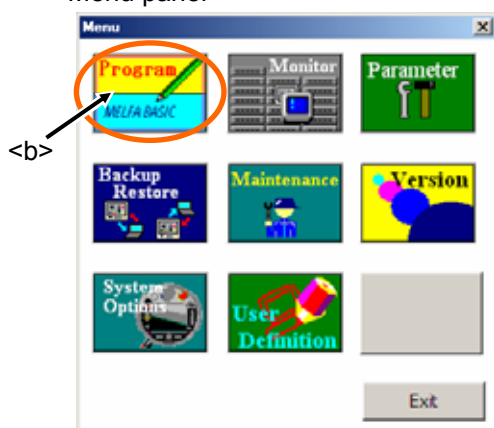 Menu panel
Menu
Program
MELFA BASIC
Monitor
Parameter
<b>
Backup
Restore
Maintenance
Version
System
Options
User
Definition
Exit